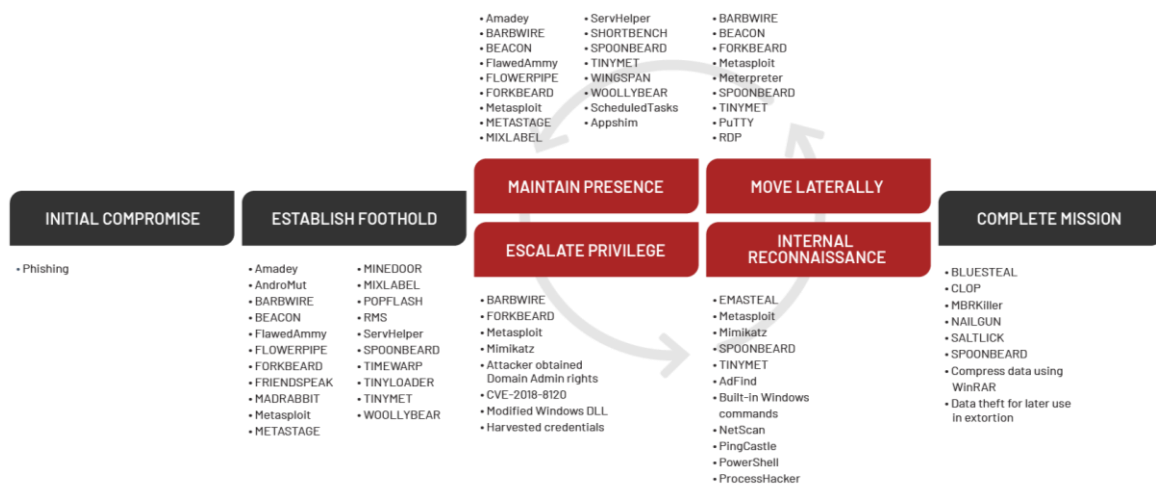 • Amadey
• BARBWIRE
• BEACON
• FlawedAmmy
• FLOWERPIPE
• FORKBEARD
• Metasploit
• METASTAGE
• MIXLABEL
• ServHelper
• SHORTBENCH
• SPOONBEARD
• TINYMET
• WINGSPAN
• WOOLLYBEAR
• ScheduledTasks
• Appshim
• BARBWIRE
• BEACON
• FORKBEARD
• Metasploit
• Meterpreter
• SPOONBEARD
• TINYMET
• PuTTY
• RDP
MAINTAIN PRESENCE
MOVE LATERALLY
INITIAL COMPROMISE
ESTABLISH FOOTHOLD
COMPLETE MISSION
ESCALATE PRIVILEGE
INTERNAL
RECONNAISSANCE
• Phishing
• Amadey
• AndroMut
• BARBWIRE
• BEACON
• FlawedAmmy
• FLOWERPIPE
• FORKBEARD
• FRIENDSPEAK
• MADRABBIT
• Metasploit
• METASTAGE
• MINEDOOR
• MIXLABEL
• POPFLASH
• RMS
• ServHelper
• SPOONBEARD
• TIMEWARP
• TINYLOADER
• TINYMET
• WOOLLYBEAR
• BARBWIRE
• FORKBEARD
• Metasploit
• Mimikatz
• Attacker obtained
Domain Admin rights
• CVE-2018-8120
• Modified Windows DLL
• Harvested credentials
• EMASTEAL
• Metasploit
• Mimikatz
• SPOONBEARD
• TINYMET
• AdFind
• Built-in Windows
commands
• NetScan
• PingCastle
• PowerShell
• ProcessHacker
• BLUESTEAL
• CLOP
• MBRKiller
• NAILGUN
• SALTLICK
• SPOONBEARD
• Compress data using
WinRAR
• Data theft for later use
in extortion